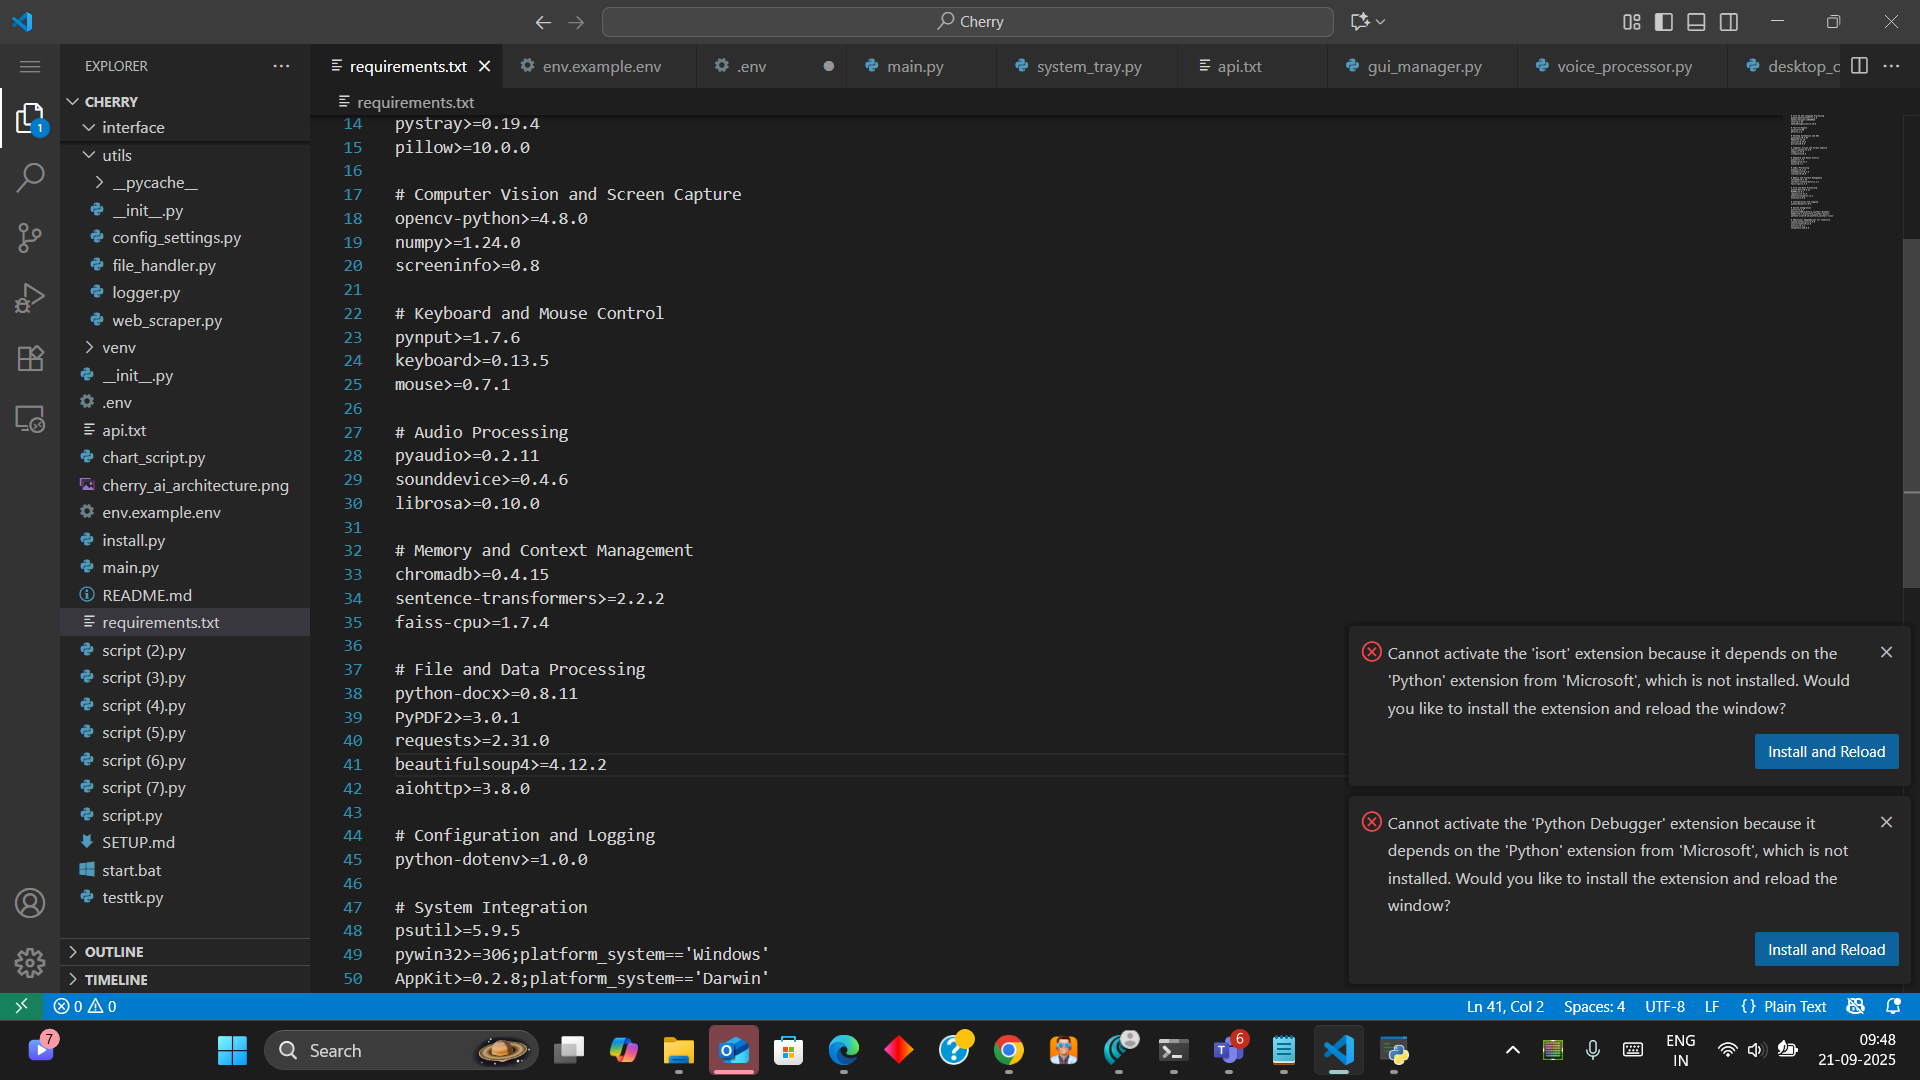 Cherry
EXPLORER
CHERRY
interface
utils
__pycache__
__init__.py
config_settings.py
file_handler.py
logger.py
web_scraper.py
venv
__init__.py
.env
api.txt
chart_script.py
cherry_ai_architecture.png
env.example.env
install.py
main.py
README.md
requirements.txt
script (2).py
script (3).py
script (4).py
script (5).py
script (6).py
script (7).py
script.py
SETUP.md
start.bat
testtk.py
OUTLINE
TIMELINE
1
requirements.txt
env.example.env
.env
main.py
system_tray.py
api.txt
gui_manager.py
voice_processor.py
desktop_c
requirements.txt
14 pystray>=0.19.4
15 pillow>=10.0.0
16
17 # Computer Vision and Screen Capture
18 opencv-python>=4.8.0
19 numpy>=1.24.0
20 screeninfo>=0.8
21
22 # Keyboard and Mouse Control
23 pynput>=1.7.6
24 keyboard>=0.13.5
25 mouse>=0.7.1
26
27 # Audio Processing
28 pyaudio>=0.2.11
29 sounddevice>=0.4.6
30 librosa>=0.10.0
31
32 # Memory and Context Management
33 chromadb>=0.4.15
34 sentence-transformers>=2.2.2
35 faiss-cpu>=1.7.4
36
37 # File and Data Processing
38 python-docx>=0.8.11
39 PyPDF2>=3.0.1
40 requests>=2.31.0
41 beautifulsoup4>=4.12.2
42 aiohttp>=3.8.0
43
44 # Configuration and Logging
45 python-dotenv>=1.0.0
46
47 # System Integration
48 psutil>=5.9.5
49 pywin32>=306;platform_system=='Windows'
50 AppKit>=0.2.8;platform_system=='Darwin'
Cannot activate the 'isort' extension because it depends on the
'Python' extension from 'Microsoft', which is not installed. Would
you like to install the extension and reload the window?
Install and Reload
Cannot activate the 'Python Debugger' extension because it
depends on the 'Python' extension from 'Microsoft', which is not
installed. Would you like to install the extension and reload the
window?
Install and Reload
0 0
Ln 41, Col 2 Spaces: 4 UTF-8 LF {} Plain Text
7
Search
6
ENG
IN
09:48
21-09-2025